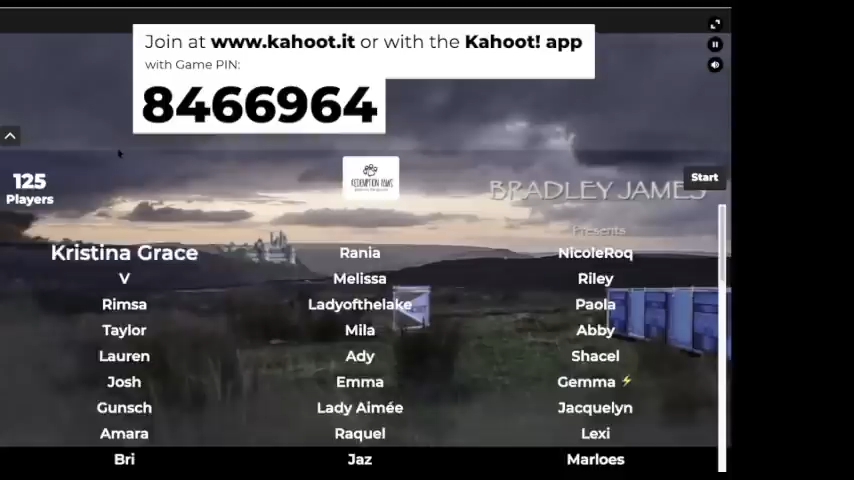 Join at www.kahoot.it or with the Kahoot! app
with Game PIN:
8466964
125
Players
REDEMPTION PAWS
BRADLEY JAMES
Presents
Start
Kristina Grace
Rania
NicoleRoq
V
Melissa
Riley
Rimsa
Ladyofthelake
Paola
Taylor
Mila
Abby
Lauren
Ady
Shacel
Josh
Emma
Gemma ⚡
Gunsch
Lady Aimée
Jacquelyn
Amara
Raquel
Lexi
Bri
Jaz
Marloes